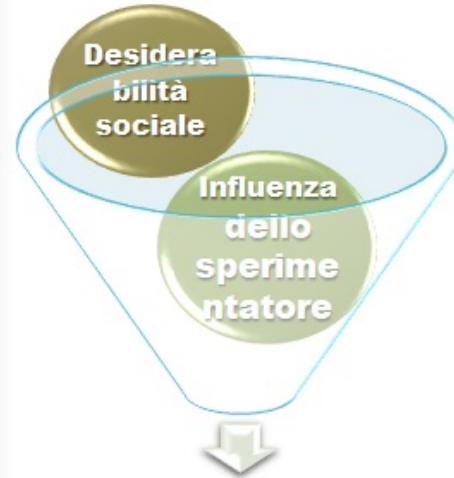 Desidera
bilità
sociale
Influenza
dello
sperime
ntatore